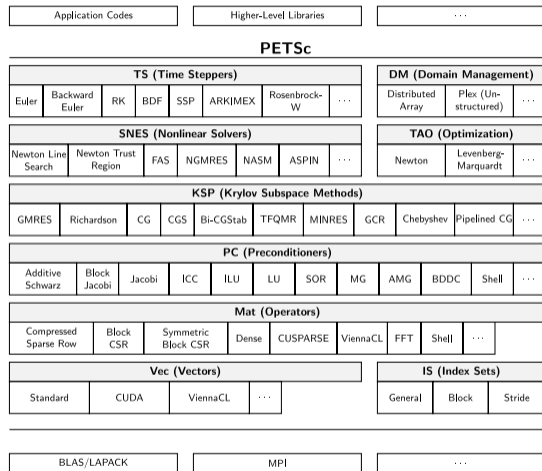 Application Codes
Higher-Level Libraries
···
PETSc
TS (Time Steppers)
Euler
Backward
Euler
RK
BDF
SSP
ARKIMEX
Rosenbrock-
W
···
DM (Domain Management)
Distributed
Array
Plex (Un-
structured)
···
SNES (Nonlinear Solvers)
Newton Line
Search
Newton Trust
Region
FAS
NGMRES
NASM
ASPIN
···
TAO (Optimization)
Newton
Levenberg-
Marquardt
···
KSP (Krylov Subspace Methods)
GMRES
Richardson
CG
CGS
Bi-CGStab
TFQMR
MINRES
GCR
Chebyshev
Pipelined CG
···
PC (Preconditioners)
Additive
Schwarz
Block
Jacobi
Jacobi
ICC
ILU
LU
SOR
MG
AMG
BDDC
Shell
···
Mat (Operators)
Compressed
Sparse Row
Block
CSR
Symmetric
Block CSR
Dense
CUSPARSE
ViennaCL
FFT
Shell
···
Vec (Vectors)
Standard
CUDA
ViennaCL
···
IS (Index Sets)
General
Block
Stride
BLAS/LAPACK
MPI
···